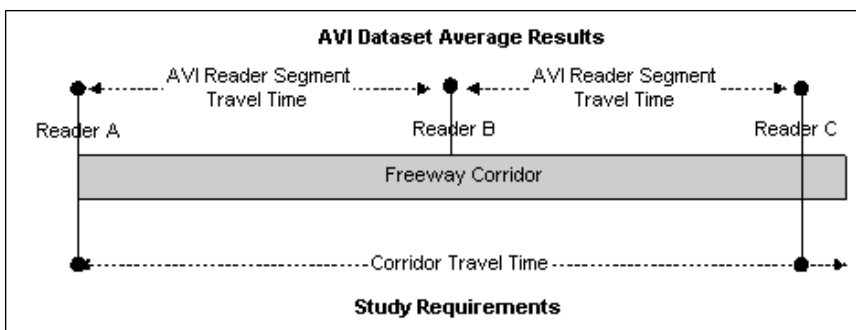 AVI Dataset Average Results
AVI Reader Segment
Travel Time
AVI Reader Segment
Travel Time
Reader A
Reader B
Reader C
Freeway Corridor
Corridor Travel Time
Study Requirements